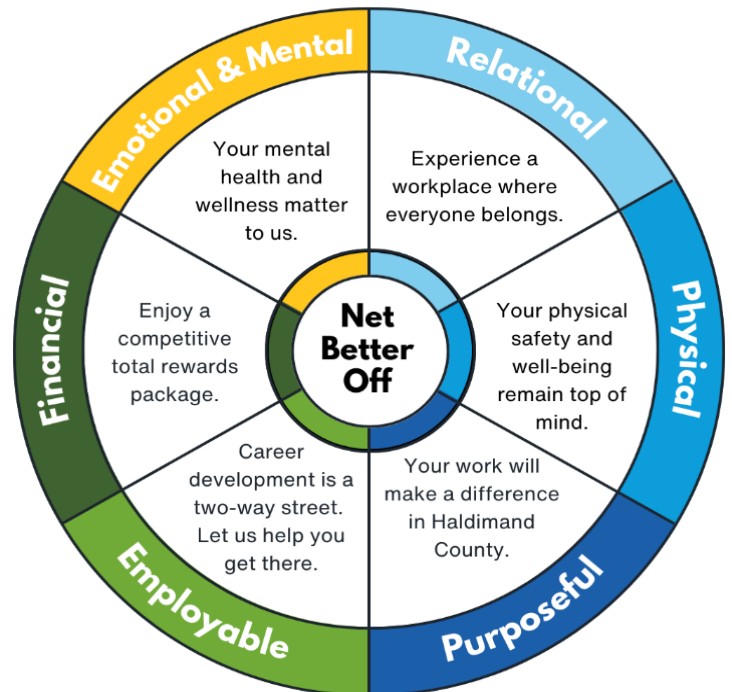 Emotional & Mental
Your mental
health and
wellness matter
to us.
Relational
Experience a
workplace where
everyone belongs.
Physical
Your physical
safety and
well-being
remain top of
mind.
Purposeful
Your work will
make a difference
in Haldimand
County.
Employable
Career
development is a
two-way street.
Let us help you
get there.
Financial
Enjoy a
competitive
total rewards
package.
Net
Better
Off